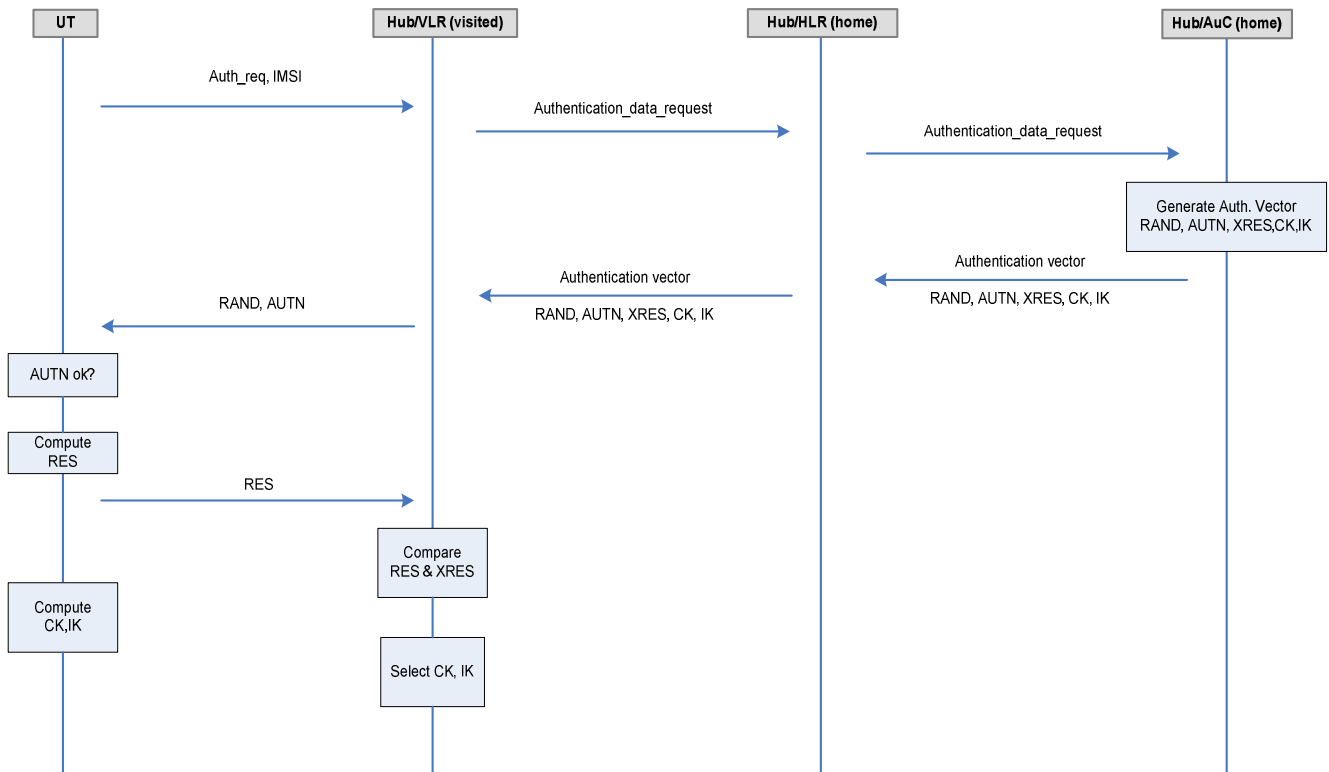 UT
Hub/VLR (visited)
Hub/HLR (home)
Hub/AuC (home)
Auth_req, IMSI
Authentication_data_request
Authentication_data_request
Generate Auth. Vector
RAND, AUTN, XRES,CK,IK
Authentication vector
RAND, AUTN, XRES, CK, IK
Authentication vector
RAND, AUTN, XRES, CK, IK
RAND, AUTN
AUTN ok?
Compute
RES
RES
Compare
RES & XRES
Compute
CK,IK
Select CK, IK